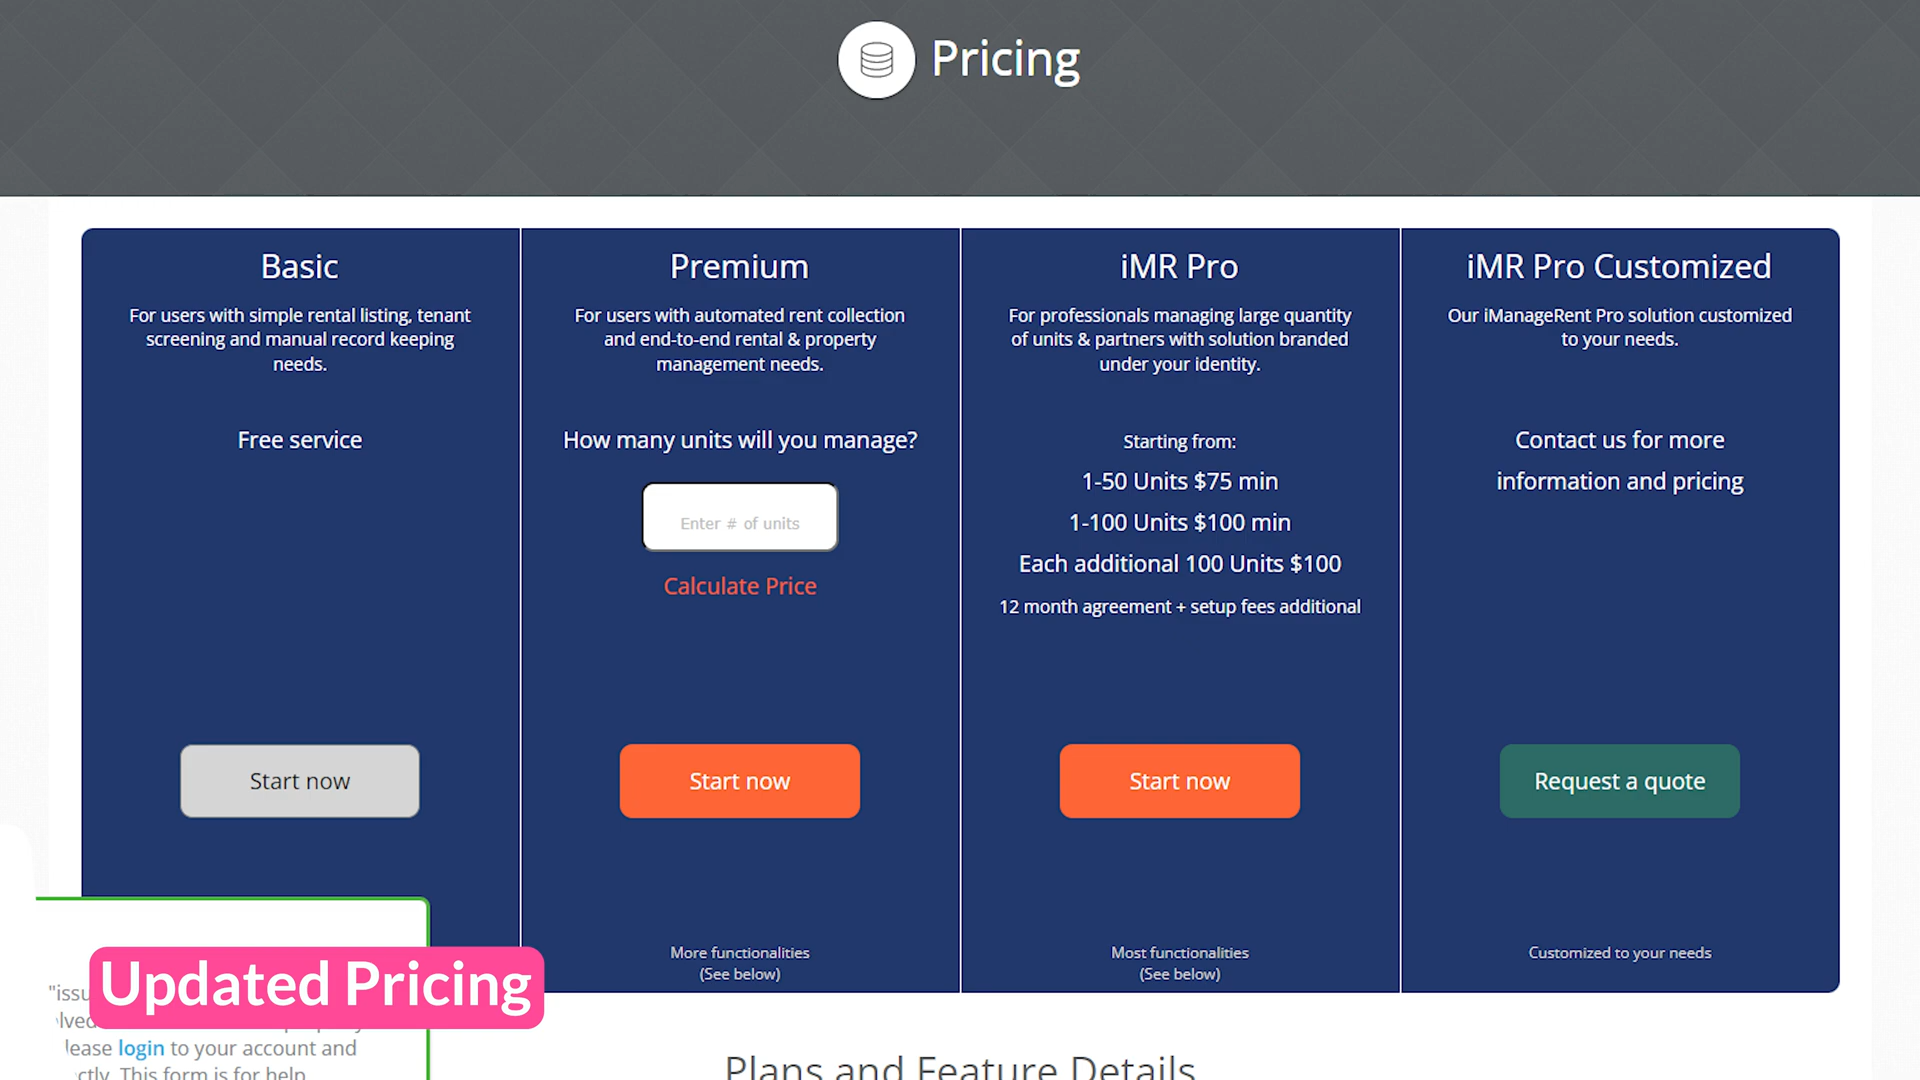 Pricing
Basic
For users with simple rental listing, tenant
screening and manual record keeping
needs.
Free service
Start now
Premium
For users with automated rent collection
and end-to-end rental & property
management needs.
How many units will you manage?
Enter # of units
Calculate Price
Start now
More functionalities
(See below)
iMR Pro
For professionals managing large quantity
of units & partners with solution branded
under your identity.
Starting from:
1-50 Units $75 min
1-100 Units $100 min
Each additional 100 Units $100
12 month agreement + setup fees additional
Start now
Most functionalities
(See below)
iMR Pro Customized
Our iManageRent Pro solution customized
to your needs.
Contact us for more
information and pricing
Request a quote
Customized to your needs
Updated Pricing
login to your account and
This form is for help
Plans and Feature Details